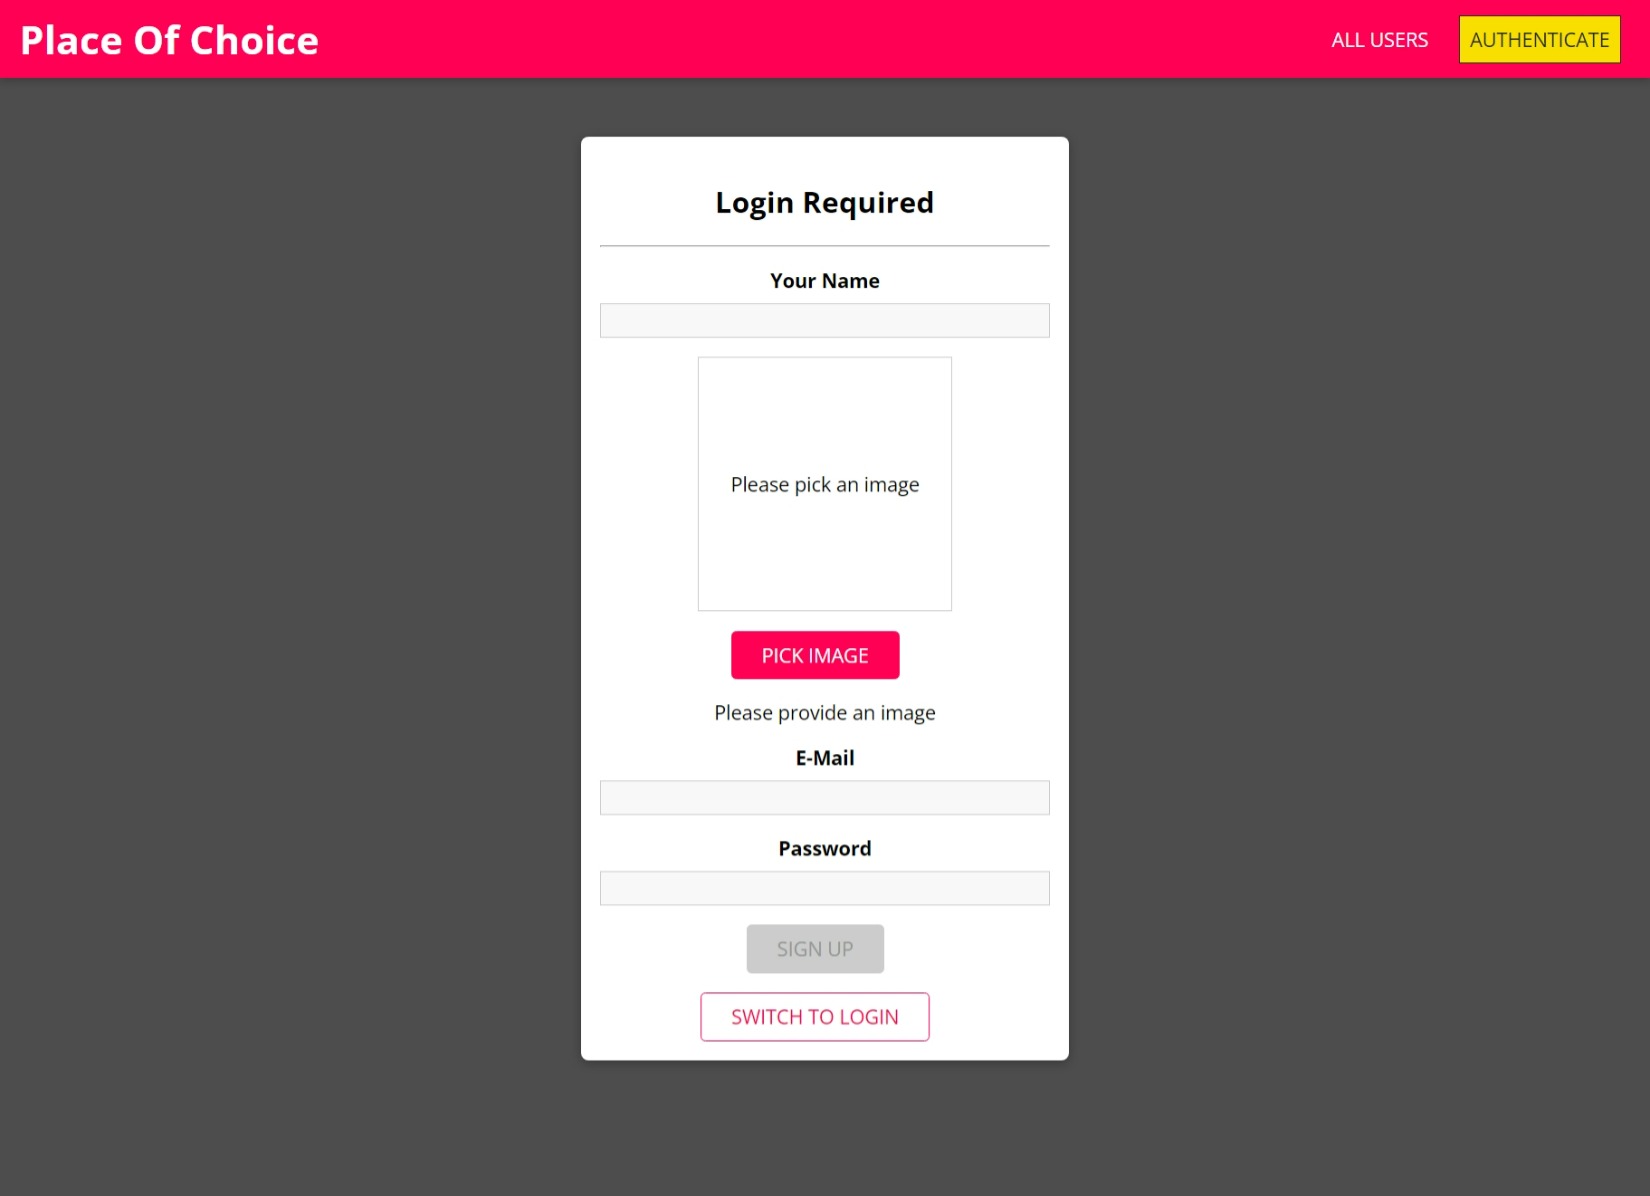 Place Of Choice
ALL USERS
AUTHENTICATE
Login Required
Your Name
Please pick an image
PICK IMAGE
Please provide an image
E-Mail
Password
SIGN UP
SWITCH TO LOGIN